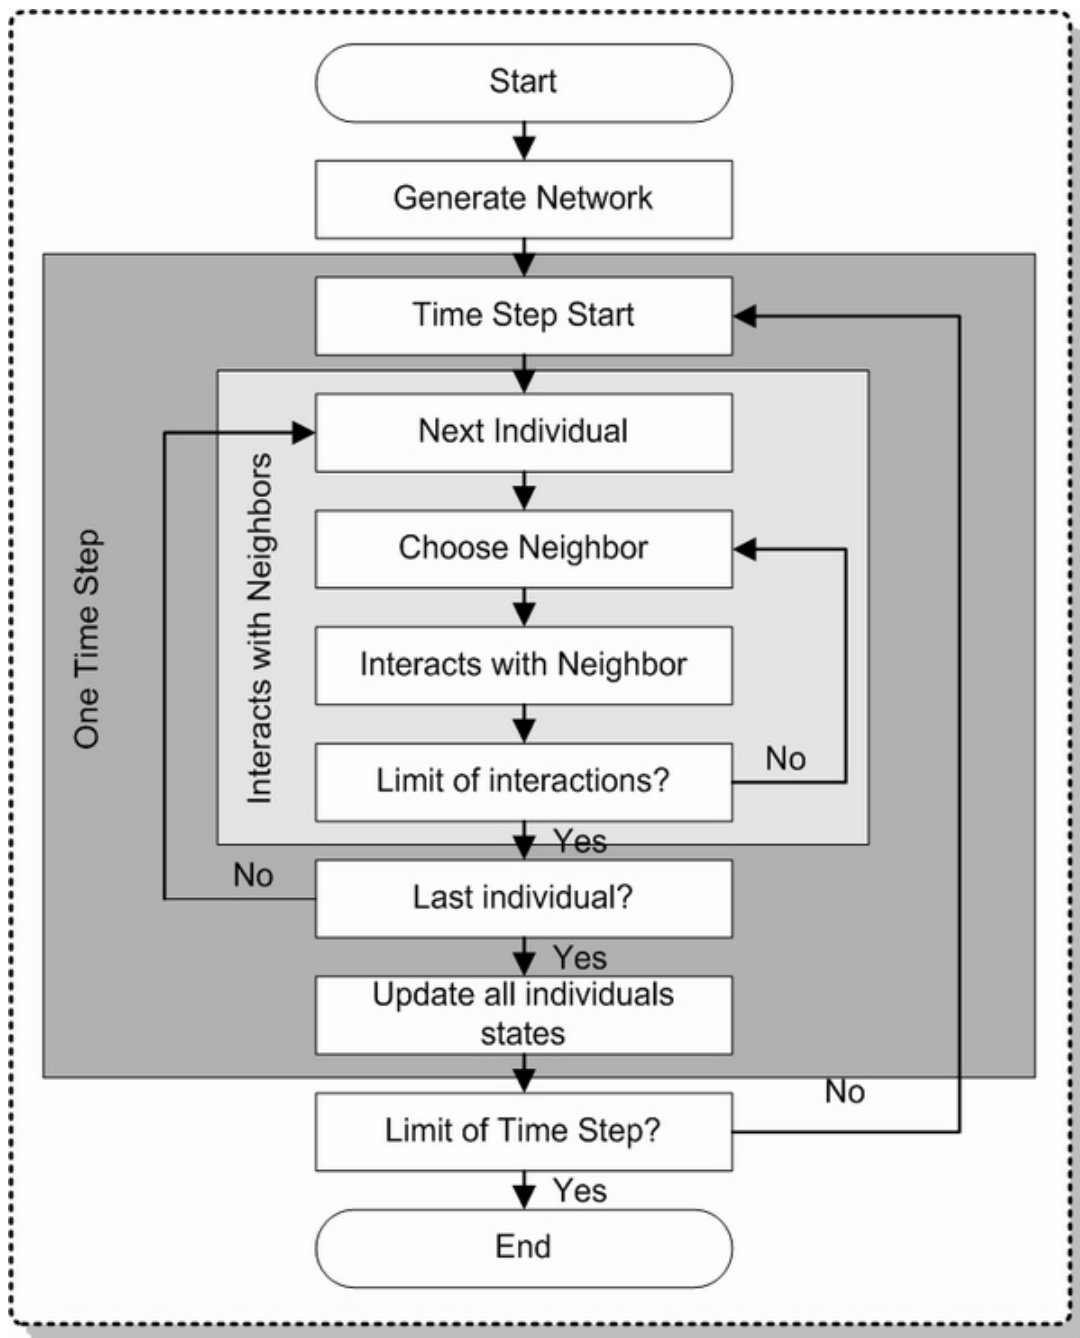 Start
Generate Network
Time Step Start
Next Individual
Choose Neighbor
Interacts with Neighbor
Limit of interactions?
No
Yes
Last individual?
No
Yes
Update all individuals
states
Limit of Time Step?
No
Yes
End
One Time Step
Interacts with Neighbors